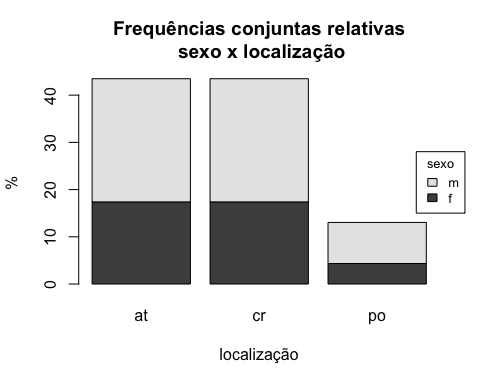 Frequências conjuntas relativas
sexo x localização
%
40
30
20
10
0
sexo
m
f
at cr po
localização